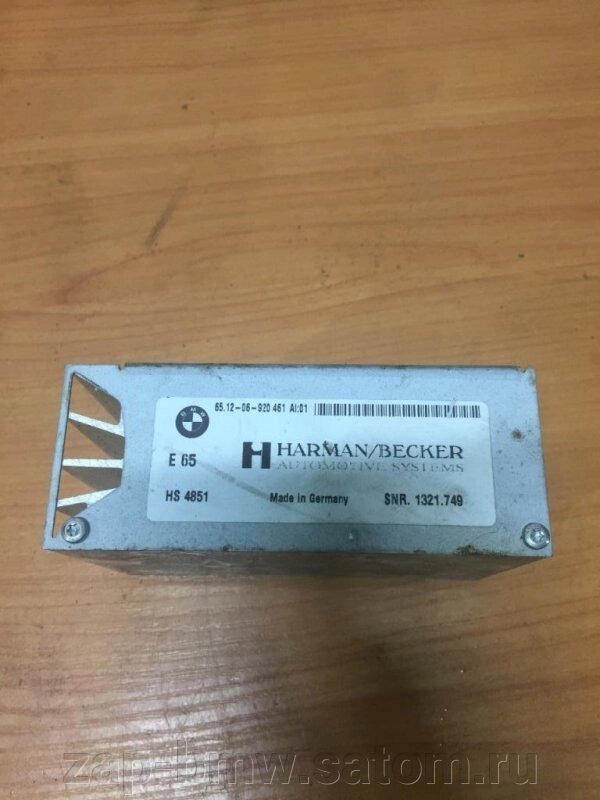 BMW
65.12-06-920 461 AI:01
E 65
HARMAN/BECKER
AUTOMOTIVE SYSTEMS
HS 4851
Made in Germany
SNR. 1321.749
zap-bmw.satom.ru